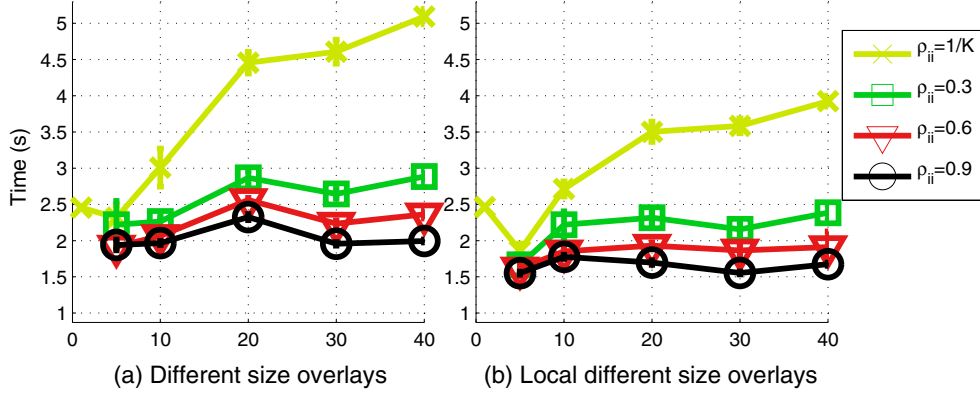 5
4.5
4
3.5
3
2.5
2
1.5
1
Time (s)
0 10 20 30 40
(a) Different size overlays
5
4.5
4
3.5
3
2.5
2
1.5
1
0 10 20 30 40
(b) Local different size overlays
ρii=1/K
ρii=0.3
ρii=0.6
ρii=0.9